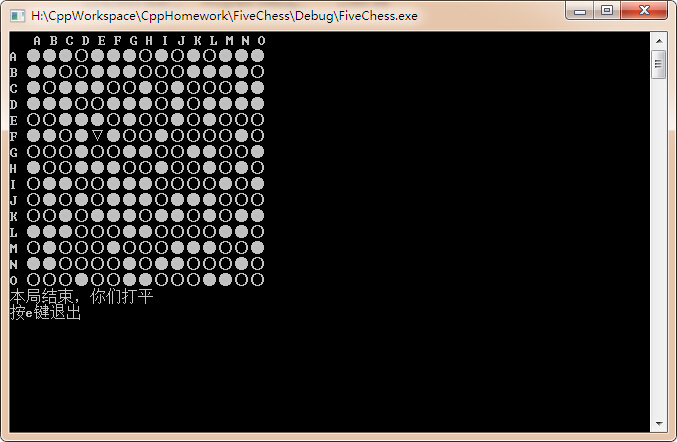 H:\CppWorkspace\CppHomework\FiveChess\Debug\FiveChess.exe
A B C D E F G H I J K L M N O
A
B
C
D
E
F
G
H
I
J
K
L
M
N
O
本局结束，你们打平
按e键退出